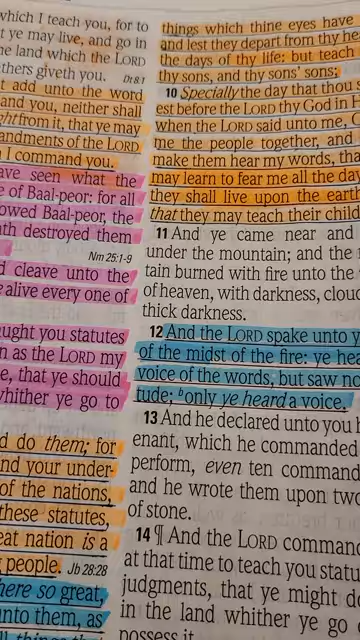 which I teach you, for to
t ye may live, and go in
he land which the LORD
thers giveth you. Dt 8:1
t add unto the word
and you, neither shall
ght from it, that ye may
andments of the LORD
I command you.
ave seen what the
e of Baal-peor: for all
owed Baal-peor, the
ath destroyed them
Nm 25:1-9
d cleave unto the
e alive every one of
ught you statutes
n as the LORD my
e, that ye should
whither ye go to
d do them; for
nd your under-
of the nations,
these statutes,
eat nation is a
people. Jb 28:28
here so great,
nto them, as
things which thine eyes have
and lest they depart from thy he
the days of thy life: but teach
thy sons, and thy sons' sons;
10 Specially the day that thou s
est before the LORD thy God in H
when the LORD said unto me, G
me the people together, and
make them hear my words, tha
may learn to fear me all the day
they shall live upon the earth
that they may teach their child
11 And ye came near and
under the mountain; and the
tain burned with fire unto the
of heaven, with darkness, clou
thick darkness.
12 And the LORD spake unto y
of the midst of the fire: ye hea
voice of the words, but saw no
tude; b only ye heard a voice.
13 And he declared unto you h
enant, which he commanded
perform, even ten command
and he wrote them upon two
of stone.
14 ¶ And the LORD command
at that time to teach you statu
judgments, that ye might do
in the land whither ye go
possess it.